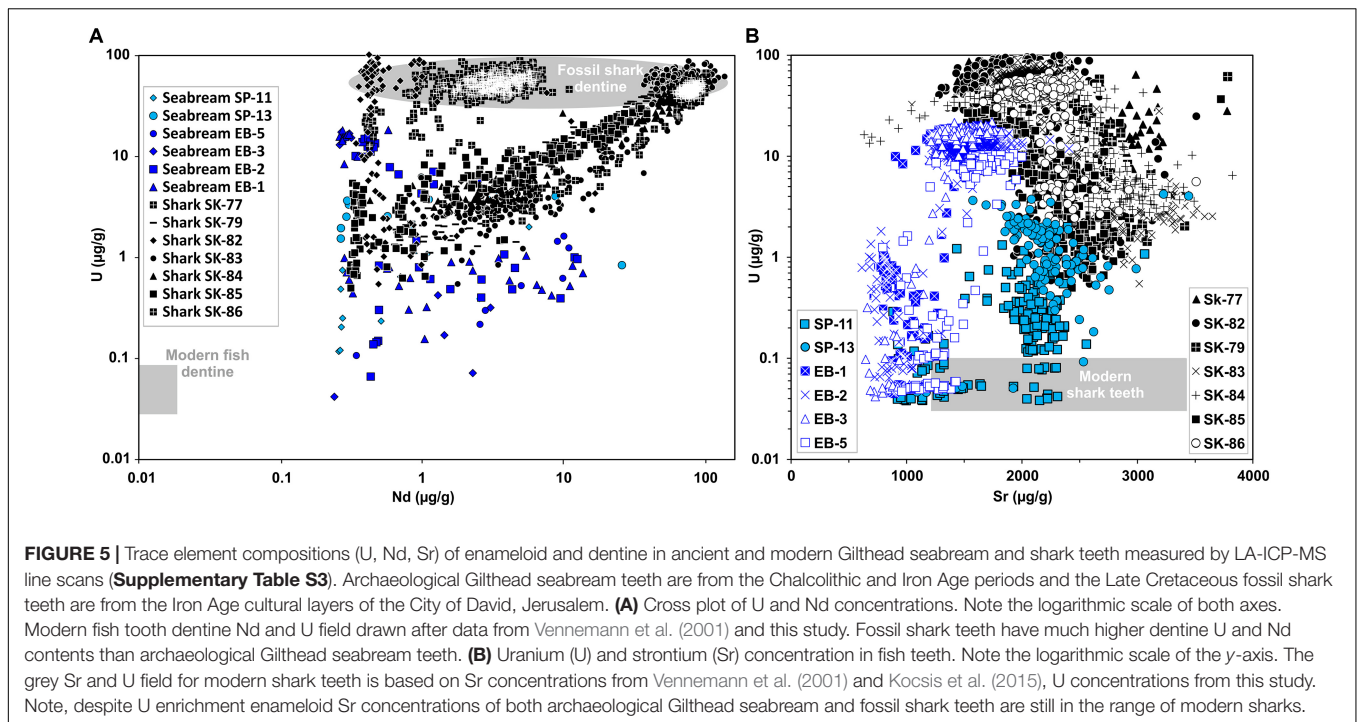 A
100
10
1
0.1
0.01
U (µg/g)
0.01
0.1
1
10
100
Nd (µg/g)
Seabream SP-11
Seabream SP-13
Seabream EB-5
Seabream EB-3
Seabream EB-2
Seabream EB-1
Shark SK-77
Shark SK-79
Shark SK-82
Shark SK-83
Shark SK-84
Shark SK-85
Shark SK-86
Fossil shark
dentine
Modern fish
dentine
B
100
10
1
0.1
0.01
U (µg/g)
0
1000
2000
3000
4000
Sr (µg/g)
SP-11
SP-13
EB-1
EB-2
EB-3
EB-5
Modern
shark teeth
Sk-77
SK-82
SK-79
SK-83
SK-84
SK-85
SK-86
FIGURE 5 | Trace element compositions (U, Nd, Sr) of enameloid and dentine in ancient and modern Gilthead seabream and shark teeth measured by LA-ICP-MS
line scans (Supplementary Table S3). Archaeological Gilthead seabream teeth are from the Chalcolithic and Iron Age periods and the Late Cretaceous fossil shark
teeth are from the Iron Age cultural layers of the City of David, Jerusalem. (A) Cross plot of U and Nd concentrations. Note the logarithmic scale of both axes.
Modern fish tooth dentine Nd and U field drawn after data from Vennemann et al. (2001) and this study. Fossil shark teeth have much higher dentine U and Nd
contents than archaeological Gilthead seabream teeth. (B) Uranium (U) and strontium (Sr) concentration in fish teeth. Note the logarithmic scale of the y-axis. The
grey Sr and U field for modern shark teeth is based on Sr concentrations from Vennemann et al. (2001) and Kocsis et al. (2015), U concentrations from this study.
Note, despite U enrichment enameloid Sr concentrations of both archaeological Gilthead seabream and fossil shark teeth are still in the range of modern sharks.